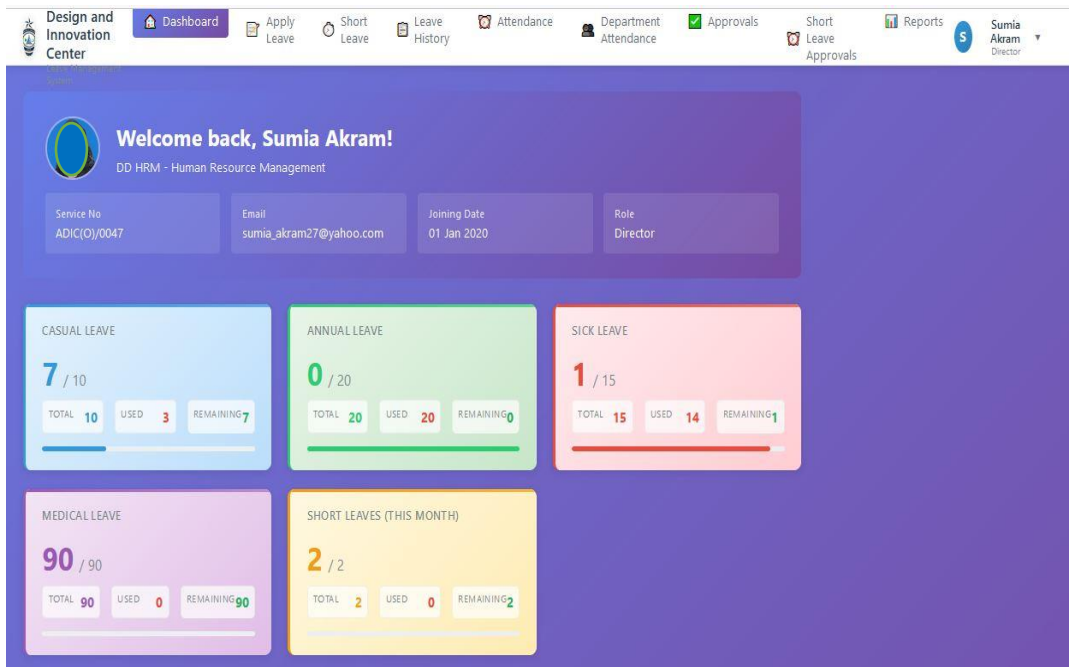 Design and
Innovation
Center
Leave Management
System
Dashboard
Apply
Leave
Short
Leave
Leave
History
Attendance
Department
Attendance
Approvals
Short
Leave
Approvals
Reports
S
Sumia
Akram
Director
Welcome back, Sumia Akram!
DD HRM - Human Resource Management
Service No
ADIC(O)/0047
Email
sumia_akram27@yahoo.com
Joining Date
01 Jan 2020
Role
Director
CASUAL LEAVE
7 / 10
TOTAL 10 USED 3 REMAINING 7
ANNUAL LEAVE
0 / 20
TOTAL 20 USED 20 REMAINING 0
SICK LEAVE
1 / 15
TOTAL 15 USED 14 REMAINING 1
MEDICAL LEAVE
90 / 90
TOTAL 90 USED 0 REMAINING 90
SHORT LEAVES (THIS MONTH)
2 / 2
TOTAL 2 USED 0 REMAINING 2